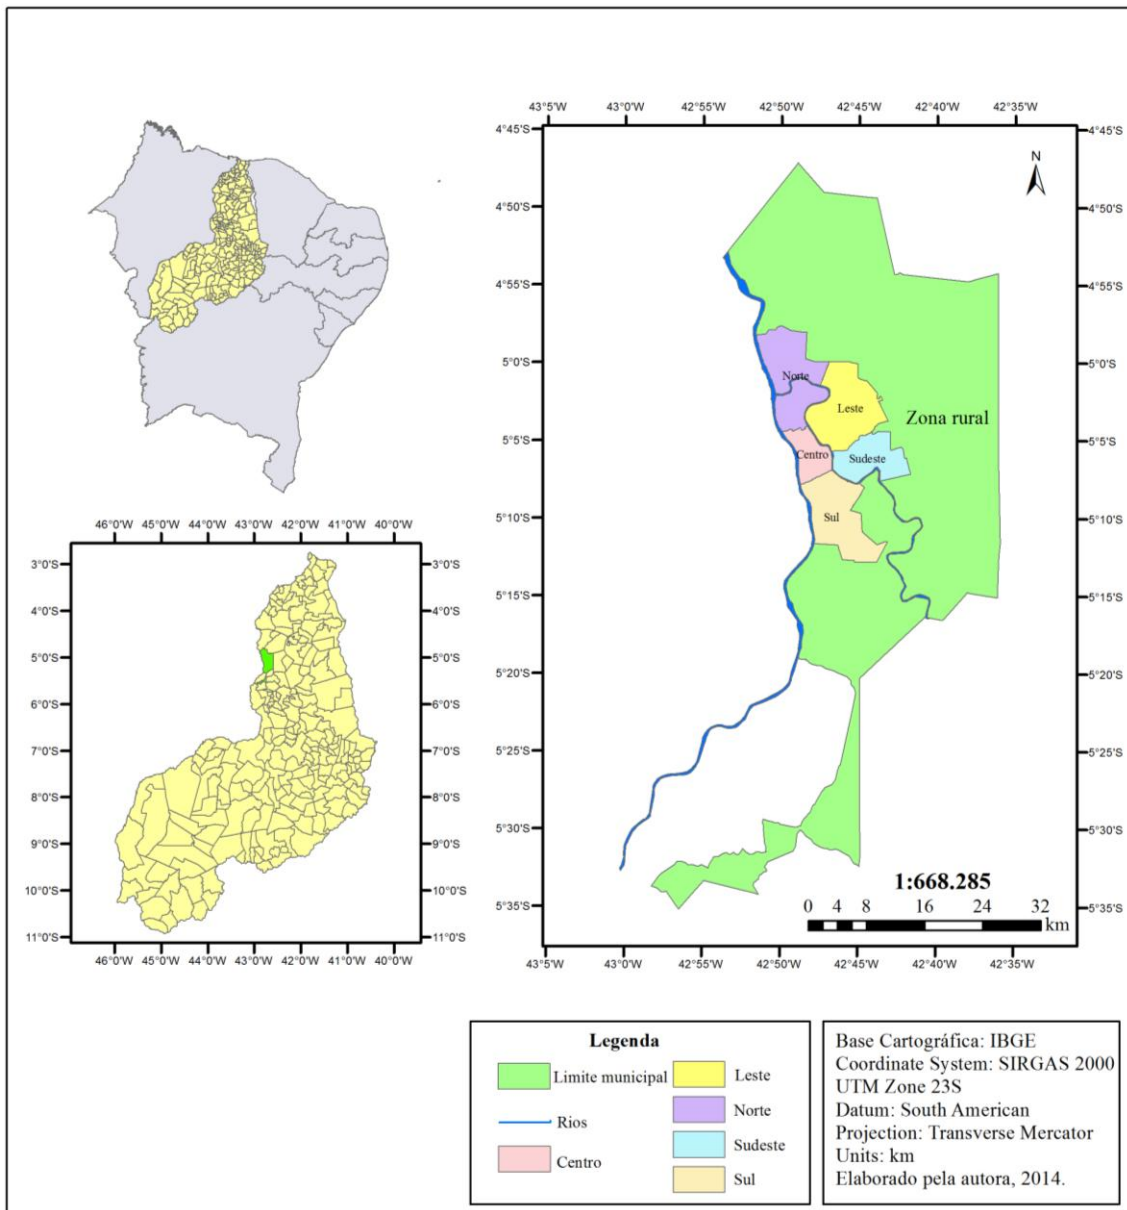 43°5'W 43°0'W 42°55'W 42°50'W 42°45'W 42°40'W 42°35'W
4°45'S 4°45'S
N
4°50'S 4°50'S
4°55'S 4°55'S
5°0'S 5°0'S
Norte
Leste
Zona rural
5°5'S 5°5'S
Centro
Sudeste
5°10'S 5°10'S
Sul
5°15'S 5°15'S
5°20'S 5°20'S
5°25'S 5°25'S
5°30'S 5°30'S
5°35'S 5°35'S
1:668.285
0 4 8 16 24 32
km
43°5'W 43°0'W 42°55'W 42°50'W 42°45'W 42°40'W 42°35'W
46°0'W 45°0'W 44°0'W 43°0'W 42°0'W 41°0'W 40°0'W
3°0'S 3°0'S
4°0'S 4°0'S
5°0'S 5°0'S
6°0'S 6°0'S
7°0'S 7°0'S
8°0'S 8°0'S
9°0'S 9°0'S
10°0'S 10°0'S
11°0'S 11°0'S
46°0'W 45°0'W 44°0'W 43°0'W 42°0'W 41°0'W 40°0'W
Legenda
Limite municipal
Rios
Centro
Leste
Norte
Sudeste
Sul
Base Cartográfica: IBGE
Coordinate System: SIRGAS 2000
UTM Zone 23S
Datum: South American
Projection: Transverse Mercator
Units: km
Elaborado pela autora, 2014.